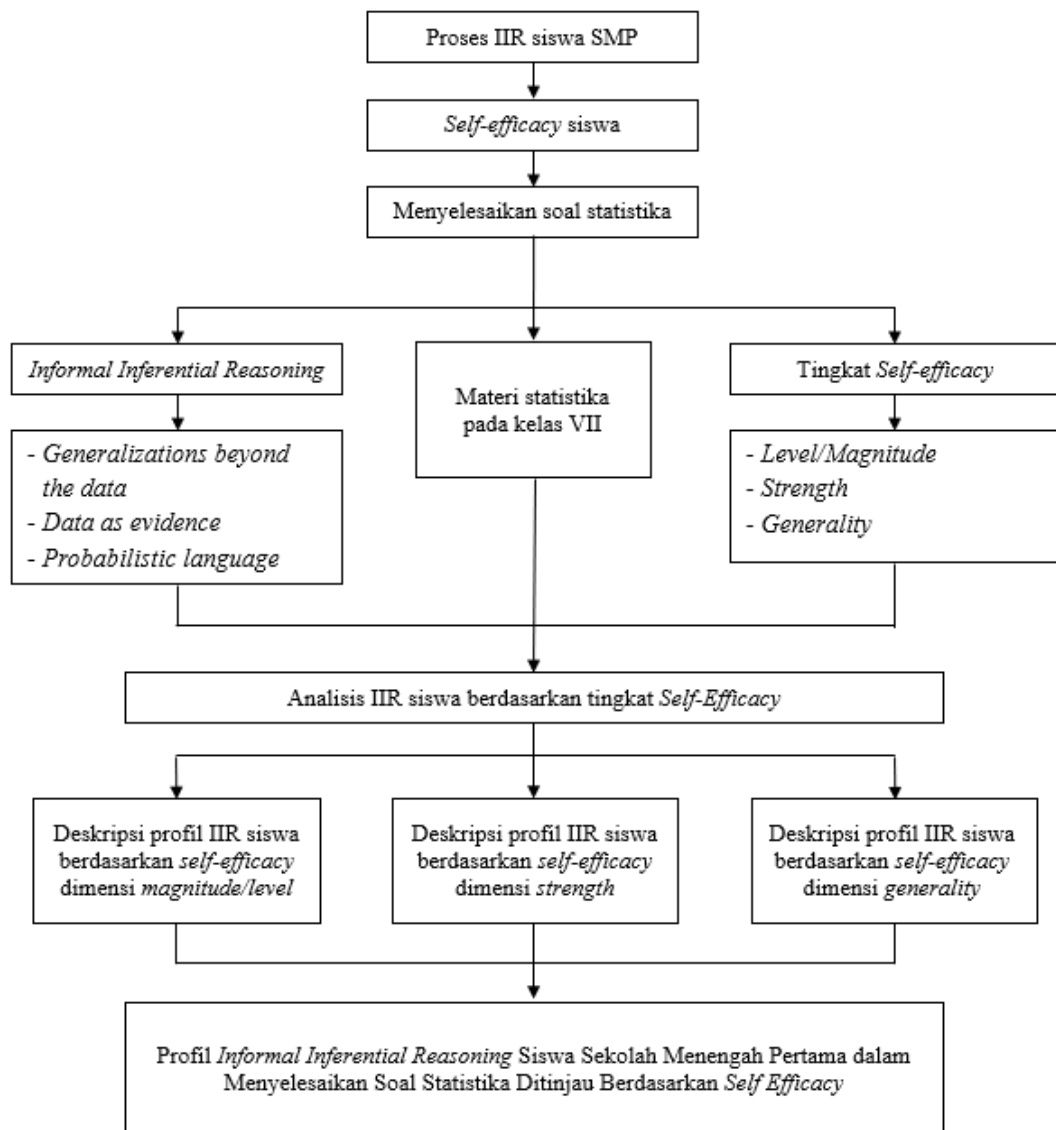 Proses IIR siswa SMP
Self-efficacy siswa
Menyelesaikan soal statistika
Informal Inferential Reasoning
- Generalizations beyond
the data
- Data as evidence
- Probabilistic language
Materi statistika
pada kelas VII
Tingkat Self-efficacy
- Level/Magnitude
- Strength
- Generality
Analisis IIR siswa berdasarkan tingkat Self-Efficacy
Deskripsi profil IIR siswa
berdasarkan self-efficacy
dimensi magnitude/level
Deskripsi profil IIR siswa
berdasarkan self-efficacy
dimensi strength
Deskripsi profil IIR siswa
berdasarkan self-efficacy
dimensi generality
Profil Informal Inferential Reasoning Siswa Sekolah Menengah Pertama dalam
Menyelesaikan Soal Statistika Ditinjau Berdasarkan Self Efficacy